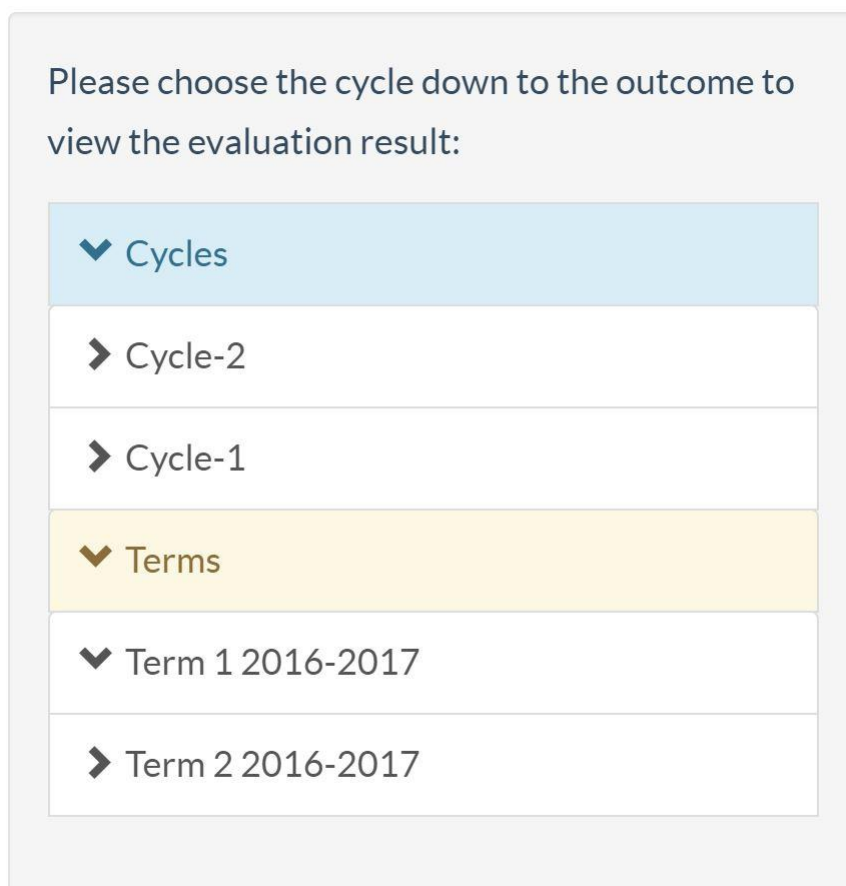 Please choose the cycle down to the outcome to
view the evaluation result:
Cycles
Cycle-2
Cycle-1
Terms
Term 1 2016-2017
Term 2 2016-2017